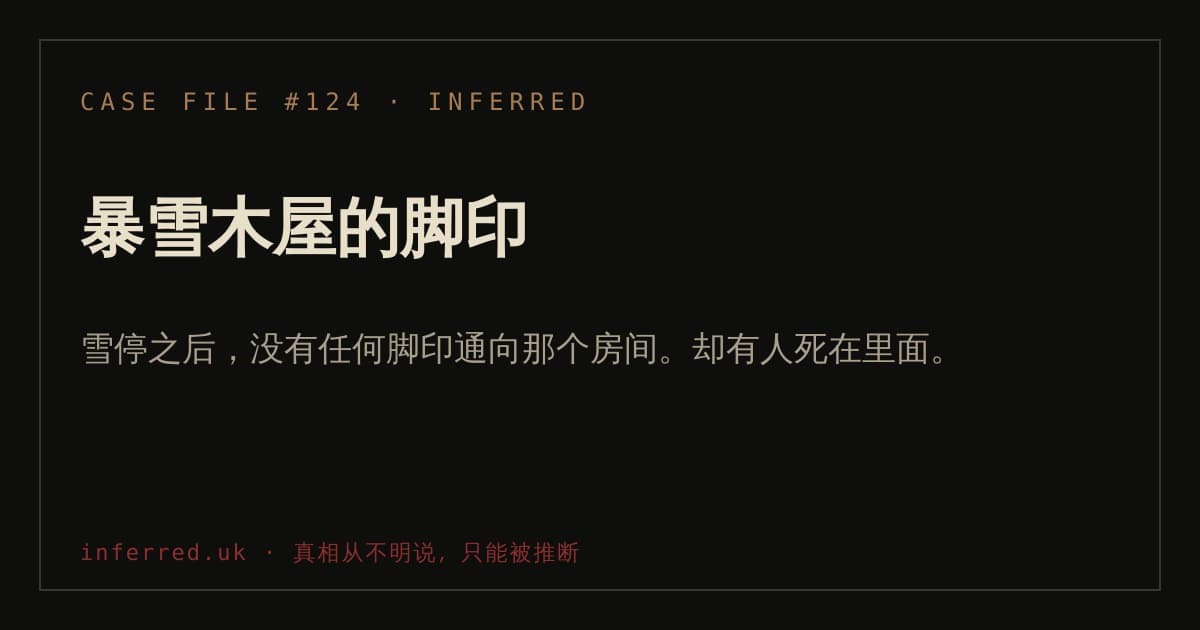 CASE FILE #124 · INFERRED
暴雪木屋的脚印
雪停之后，没有任何脚印通向那个房间。却有人死在里面。
inferred.uk · 真相从不明说，只能被推断